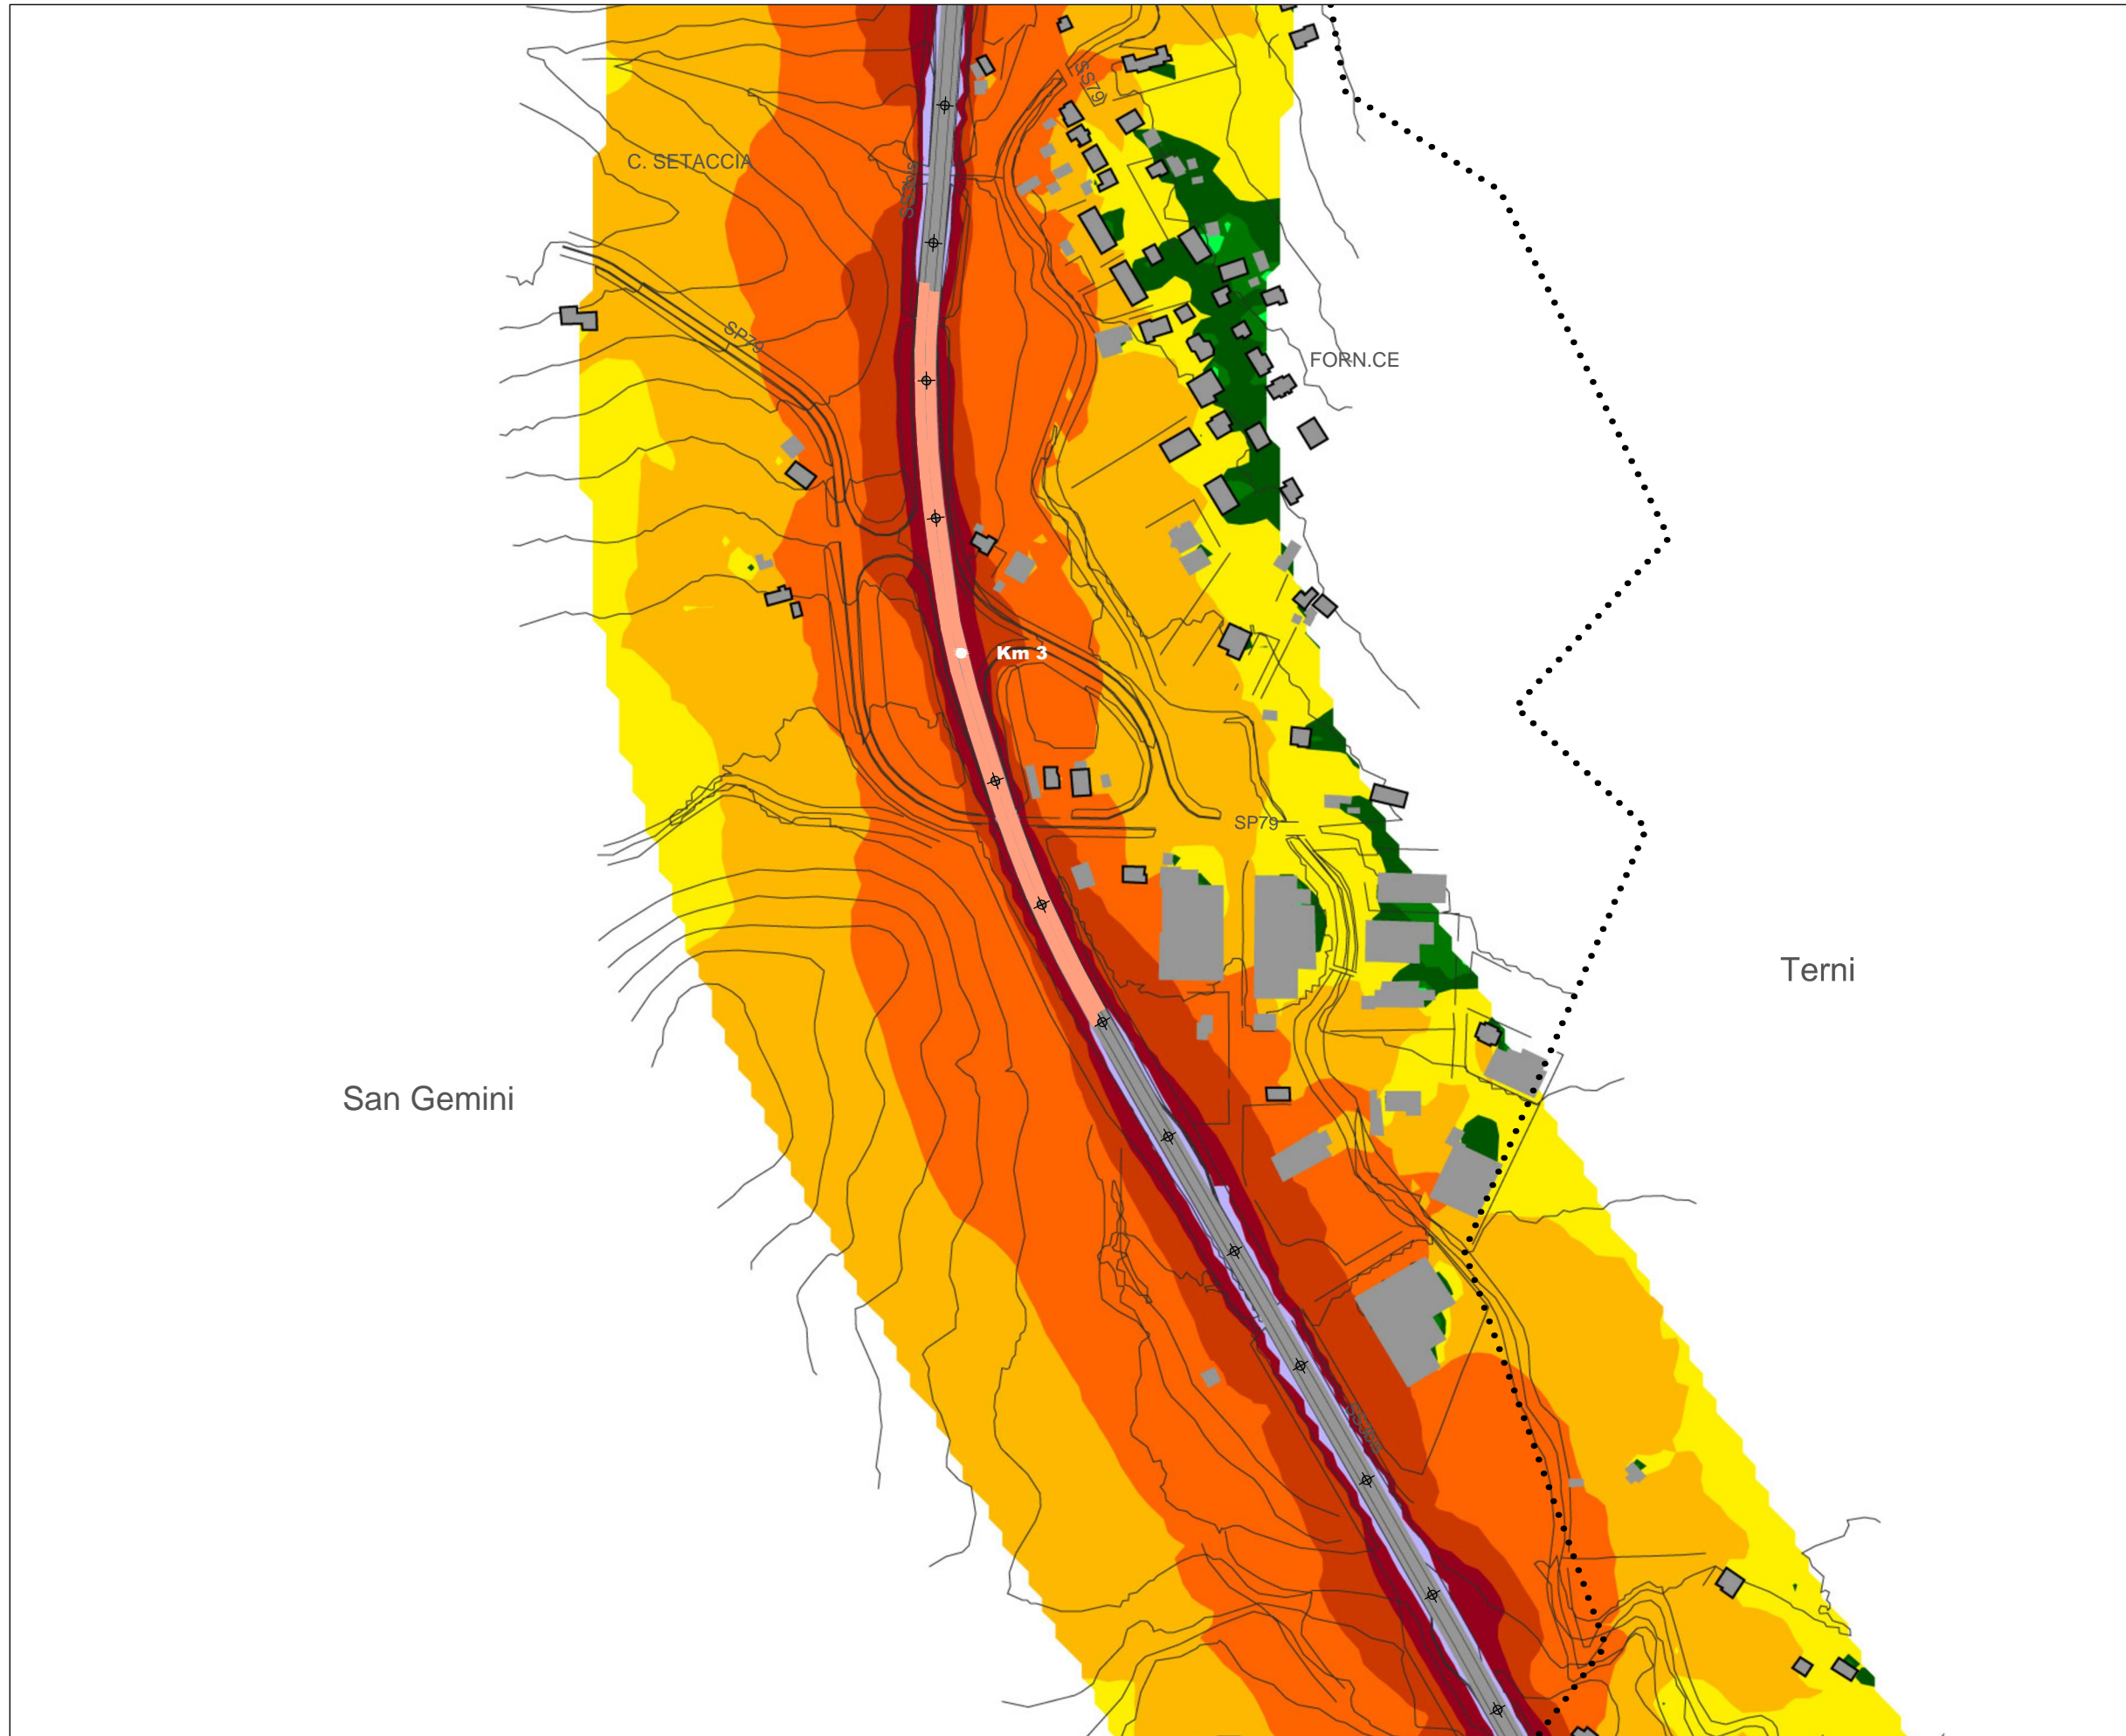 SS79
C. SETACCIA
SS3bis
SP79
FORN.CE
Km 3
SP79
Terni
San Gemini
SS3bis